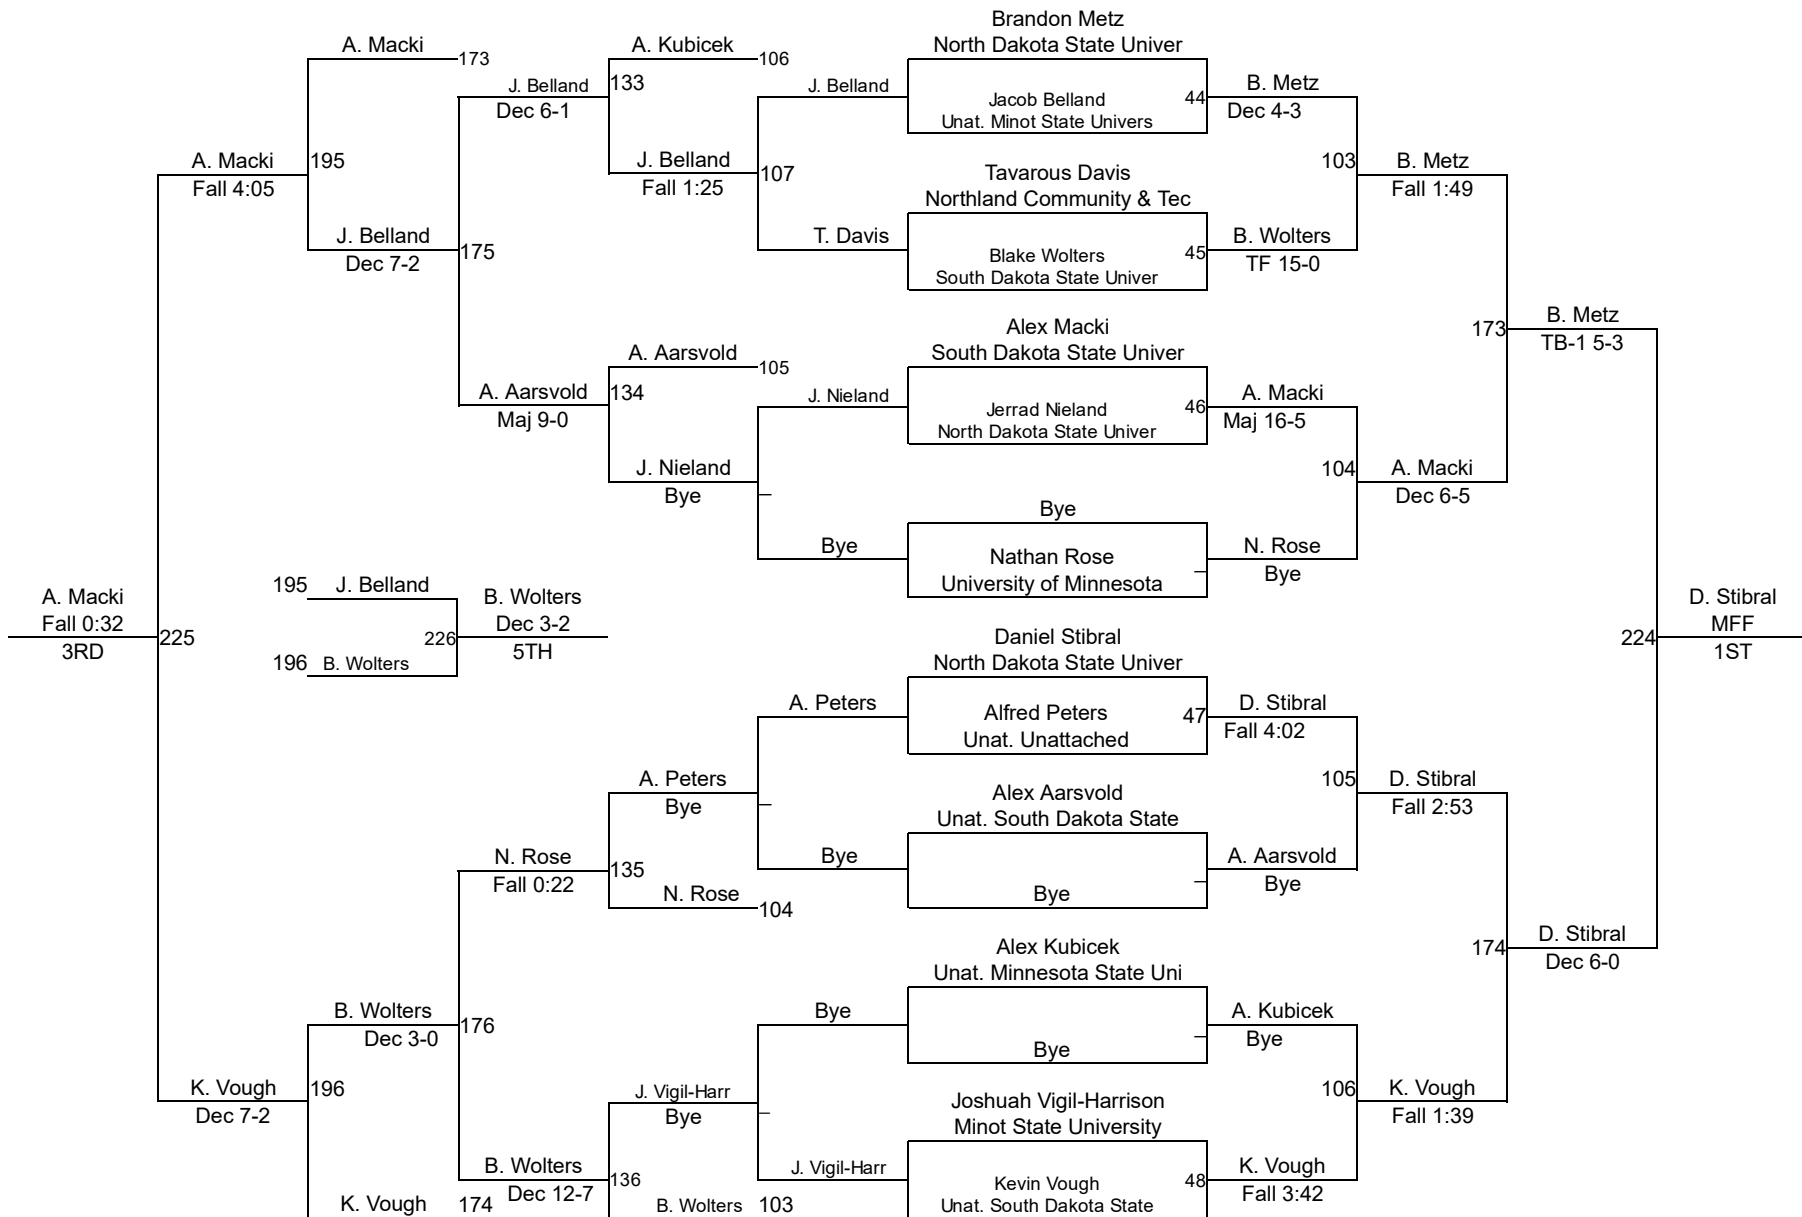 Brandon Metz
A. Macki
A. Kubicek
North Dakota State Univer
173
106
J. Belland
133
J. Belland
B. Metz
Dec 6-1
Jacob Belland
44
Dec 4-3
Unat. Minot State Univers
A. Macki
195
J. Belland
103
B. Metz
Fall 4:05
Fall 1:25
107
Tavarous Davis
Fall 1:49
Northland Community & Tec
J. Belland
T. Davis
B. Wolters
Dec 7-2
175
Blake Wolters
45
TF 15-0
South Dakota State Univer
Alex Macki
173
B. Metz
A. Aarsvold
South Dakota State Univer
TB-1 5-3
105
A. Aarsvold
134
J. Nieland
A. Macki
Maj 9-0
Jerrad Nieland
46
Maj 16-5
North Dakota State Univer
J. Nieland
104
A. Macki
Bye
–
Dec 6-5
Bye
Bye
N. Rose
Nathan Rose
–
Bye
University of Minnesota
195
J. Belland
A. Macki
B. Wolters
D. Stibral
Fall 0:32
Dec 3-2
MFF
3RD
225
226
5TH
224
1ST
196
B. Wolters
Daniel Stibral
North Dakota State Univer
A. Peters
Alfred Peters
47
D. Stibral
Unat. Unattached
Fall 4:02
A. Peters
105
D. Stibral
Bye
–
Alex Aarsvold
Fall 2:53
Unat. South Dakota State
N. Rose
135
Bye
A. Aarsvold
Fall 0:22
–
Bye
N. Rose
104
Bye
Alex Kubicek
174
D. Stibral
Unat. Minnesota State Uni
Dec 6-0
B. Wolters
Bye
A. Kubicek
Dec 3-0
176
–
Bye
Bye
K. Vough
196
J. Vigil-Harr
106
K. Vough
Dec 7-2
Bye
–
Joshuah Vigil-Harrison
Fall 1:39
Minot State University
B. Wolters
136
J. Vigil-Harr
K. Vough
Dec 12-7
Kevin Vough
48
Fall 3:42
K. Vough
174
B. Wolters
103
Unat. South Dakota State